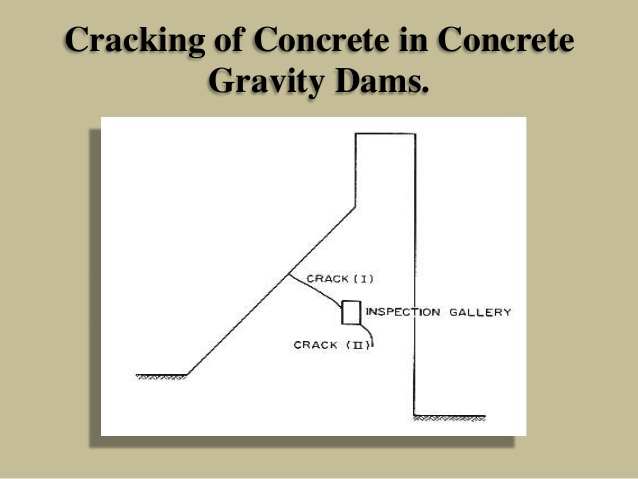 Cracking of Concrete in Concrete
Gravity Dams.
CRACK (I)
INSPECTION GALLERY
CRACK (II)